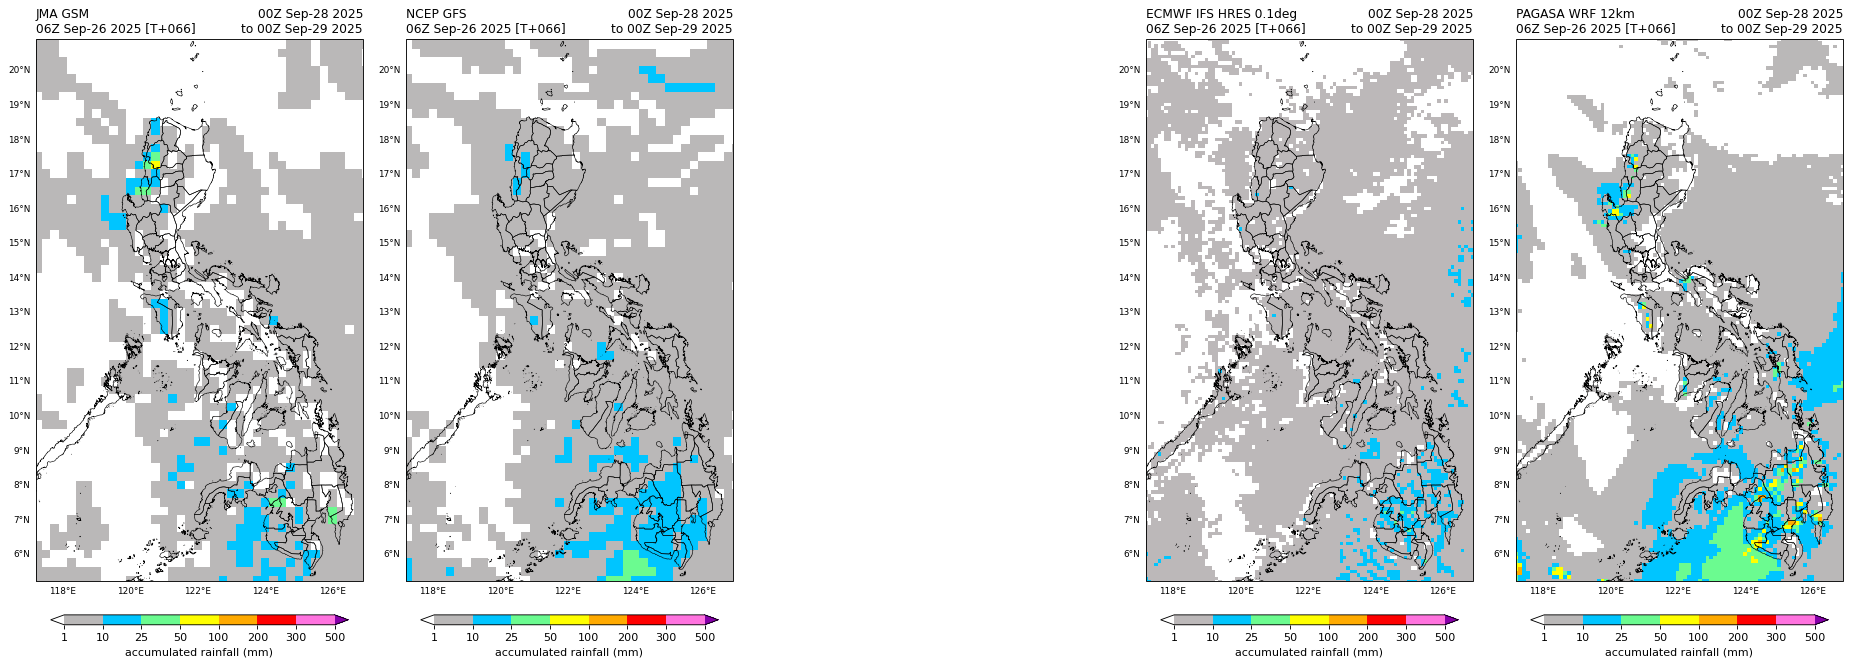 JMA GSM 00Z Sep-28 2025
06Z Sep-26 2025 [T+066] to 00Z Sep-29 2025
20°N
19°N
18°N
17°N
16°N
15°N
14°N
13°N
12°N
11°N
10°N
9°N
8°N
7°N
6°N
118°E 120°E 122°E 124°E 126°E
1 10 25 50 100 200 300 500
accumulated rainfall (mm)
NCEP GFS 00Z Sep-28 2025
06Z Sep-26 2025 [T+066] to 00Z Sep-29 2025
20°N
19°N
18°N
17°N
16°N
15°N
14°N
13°N
12°N
11°N
10°N
9°N
8°N
7°N
6°N
118°E 120°E 122°E 124°E 126°E
1 10 25 50 100 200 300 500
accumulated rainfall (mm)
ECMWF IFS HRES 0.1deg 00Z Sep-28 2025
06Z Sep-26 2025 [T+066] to 00Z Sep-29 2025
20°N
19°N
18°N
17°N
16°N
15°N
14°N
13°N
12°N
11°N
10°N
9°N
8°N
7°N
6°N
118°E 120°E 122°E 124°E 126°E
1 10 25 50 100 200 300 500
accumulated rainfall (mm)
PAGASA WRF 12km 00Z Sep-28 2025
06Z Sep-26 2025 [T+066] to 00Z Sep-29 2025
20°N
19°N
18°N
17°N
16°N
15°N
14°N
13°N
12°N
11°N
10°N
9°N
8°N
7°N
6°N
118°E 120°E 122°E 124°E 126°E
1 10 25 50 100 200 300 500
accumulated rainfall (mm)